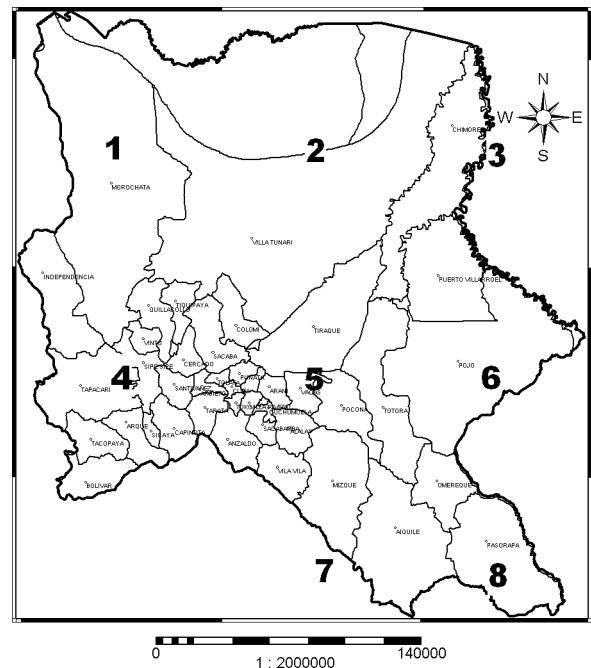 N
W E
S
1
2
3
CHIMORE
MOROCHATA
VILLA TUNARI
INDEPENDENCIA
PUERTO VILLARROEL
TIQUIPAYA
QUILLACOLLO
COLOMI
TIRAQUE
VINTO
SACABA
SIPE SIPE
CERCADO
POJO
4
5
6
PUNATA
TAPACARI
SANTIVAÑEZ
ARANI
VACAS
TARATA
POCONA
TOTORA
CUCHUMUELA
ARQUE
SICAYA
CAPINOTA
SACABAMBA
ALALAY
TACOPAYA
ANZALDO
VILA VILA
BOLIVAR
MIZQUE
OMEREQUE
AIQUILE
PASORAPA
7
8
0 140000
1 : 2000000